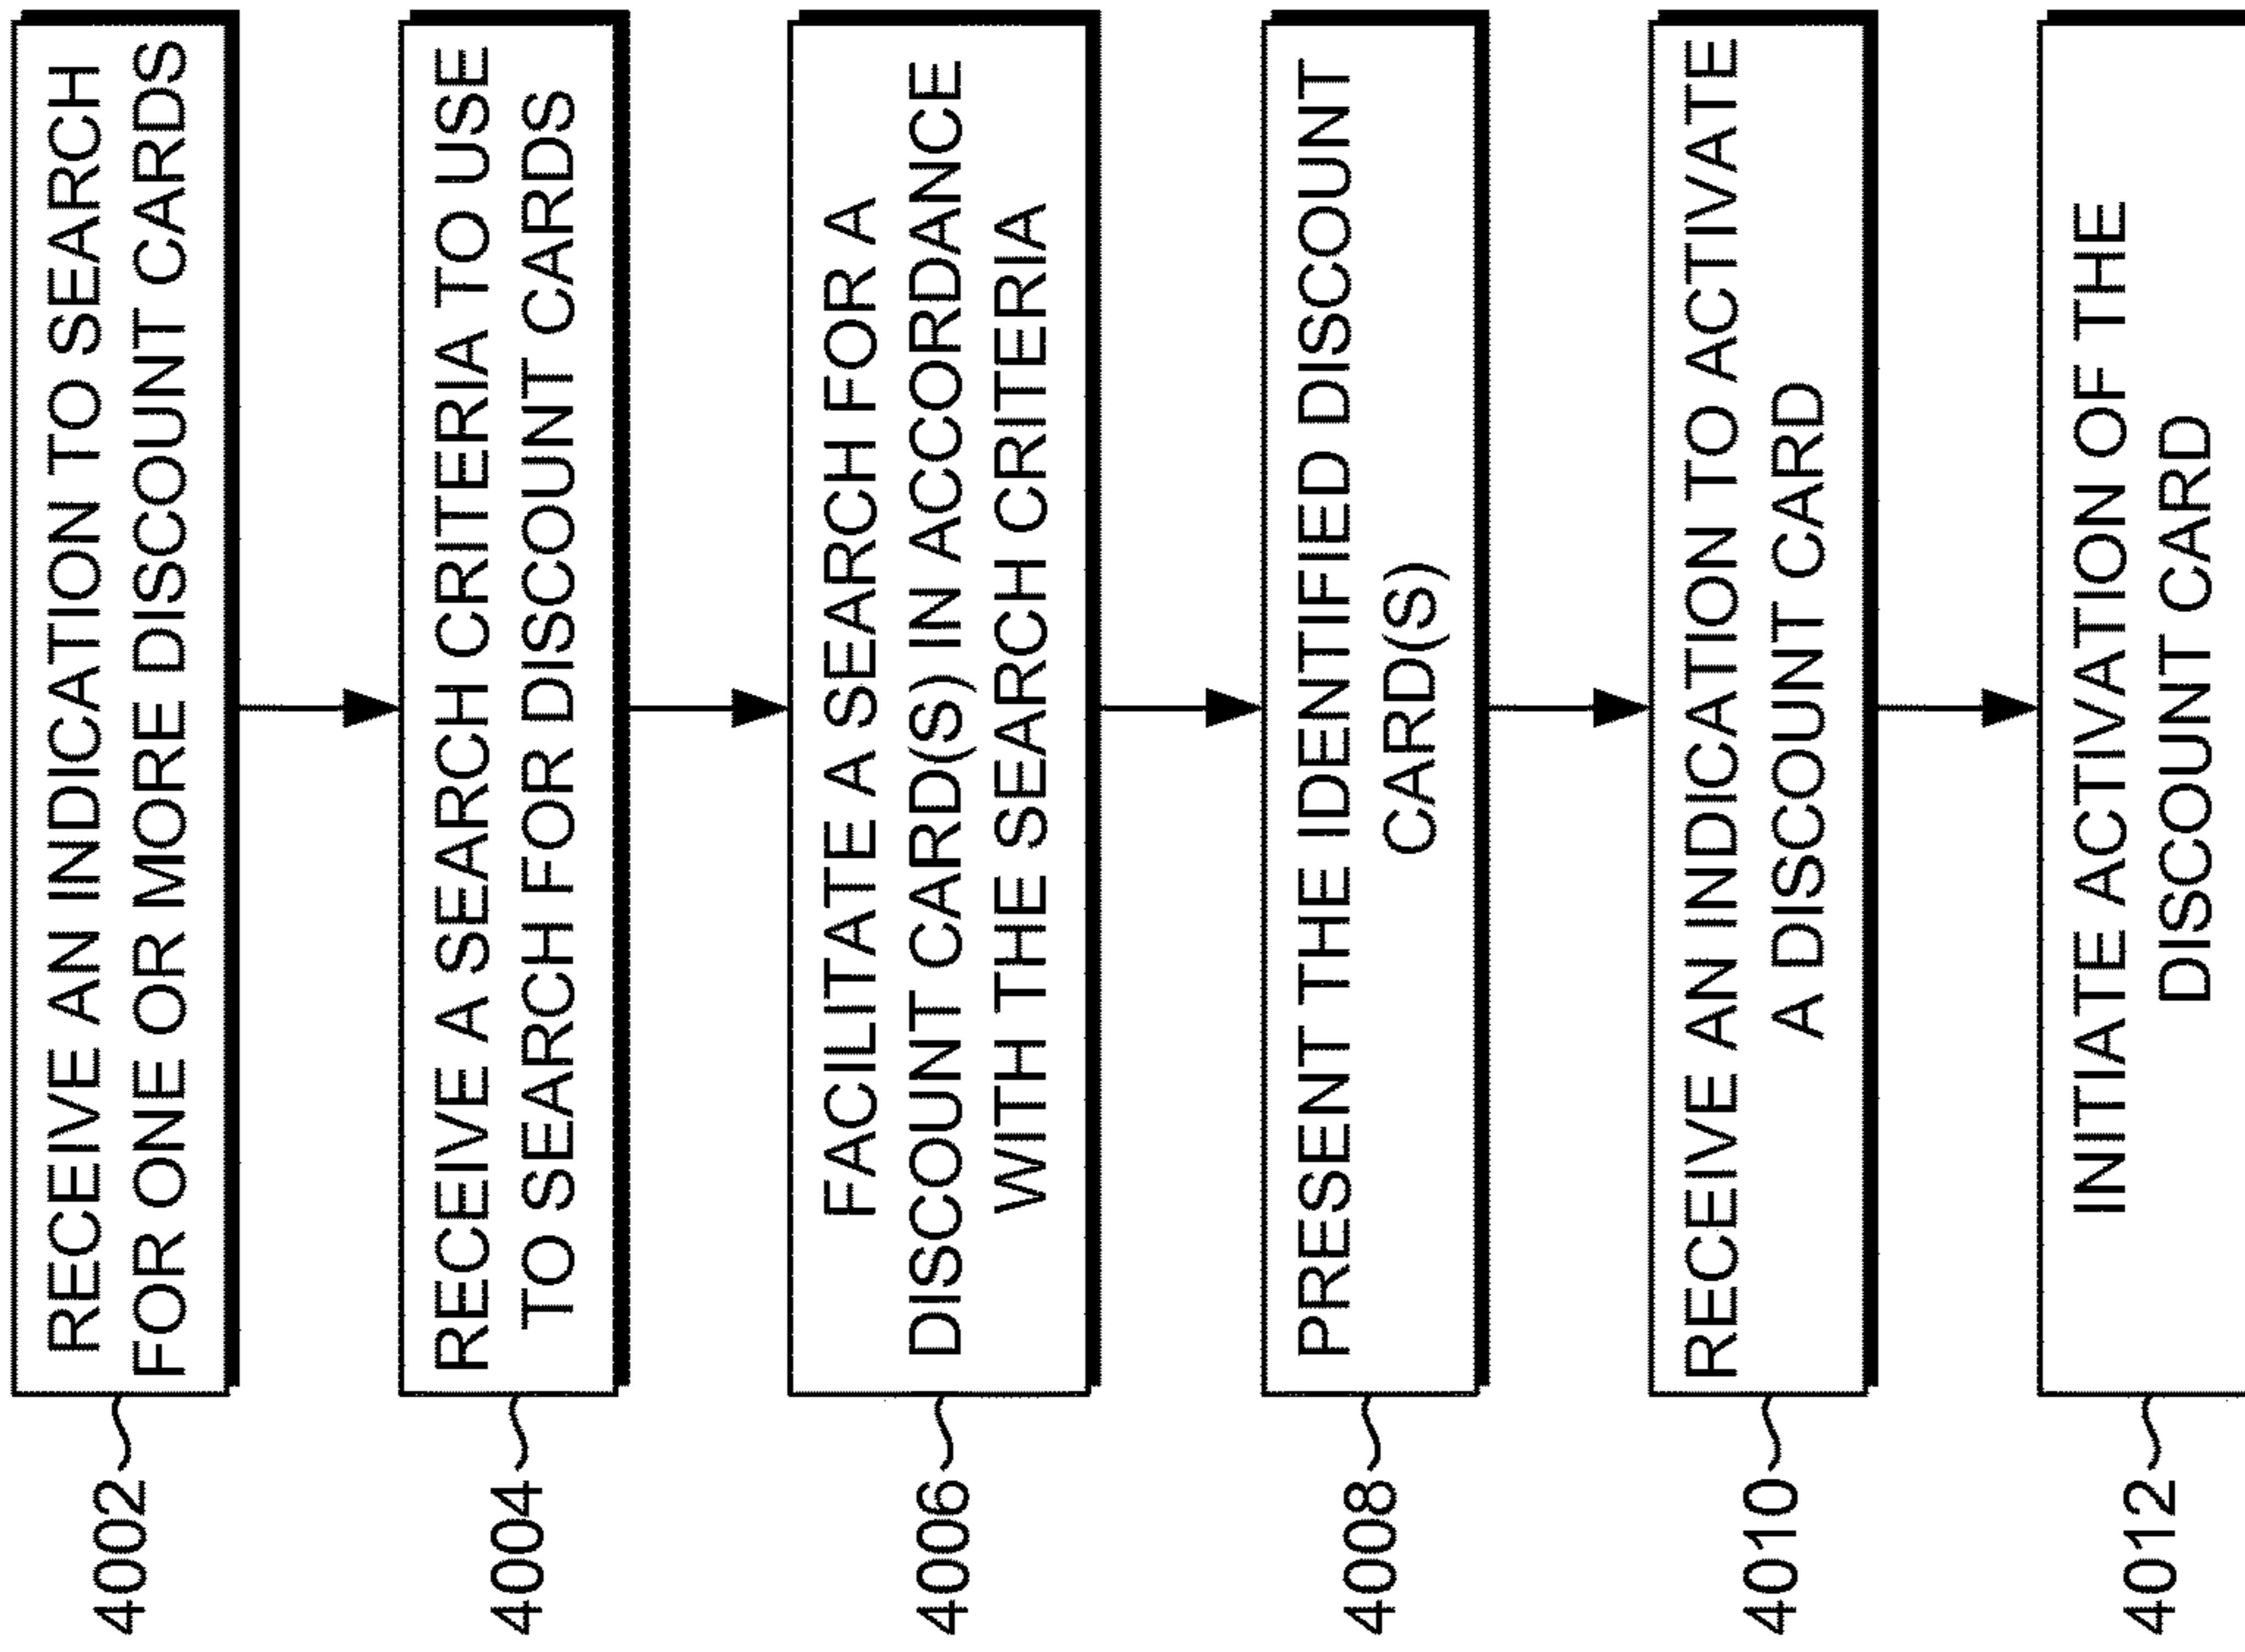 4002
RECEIVE AN INDICATION TO SEARCH
FOR ONE OR MORE DISCOUNT CARDS
4004
RECEIVE A SEARCH CRITERIA TO USE
TO SEARCH FOR DISCOUNT CARDS
4006
FACILITATE A SEARCH FOR A
DISCOUNT CARD(S) IN ACCORDANCE
WITH THE SEARCH CRITERIA
4008
PRESENT THE IDENTIFIED DISCOUNT
CARD(S)
4010
RECEIVE AN INDICATION TO ACTIVATE
A DISCOUNT CARD
4012
INITIATE ACTIVATION OF THE
DISCOUNT CARD